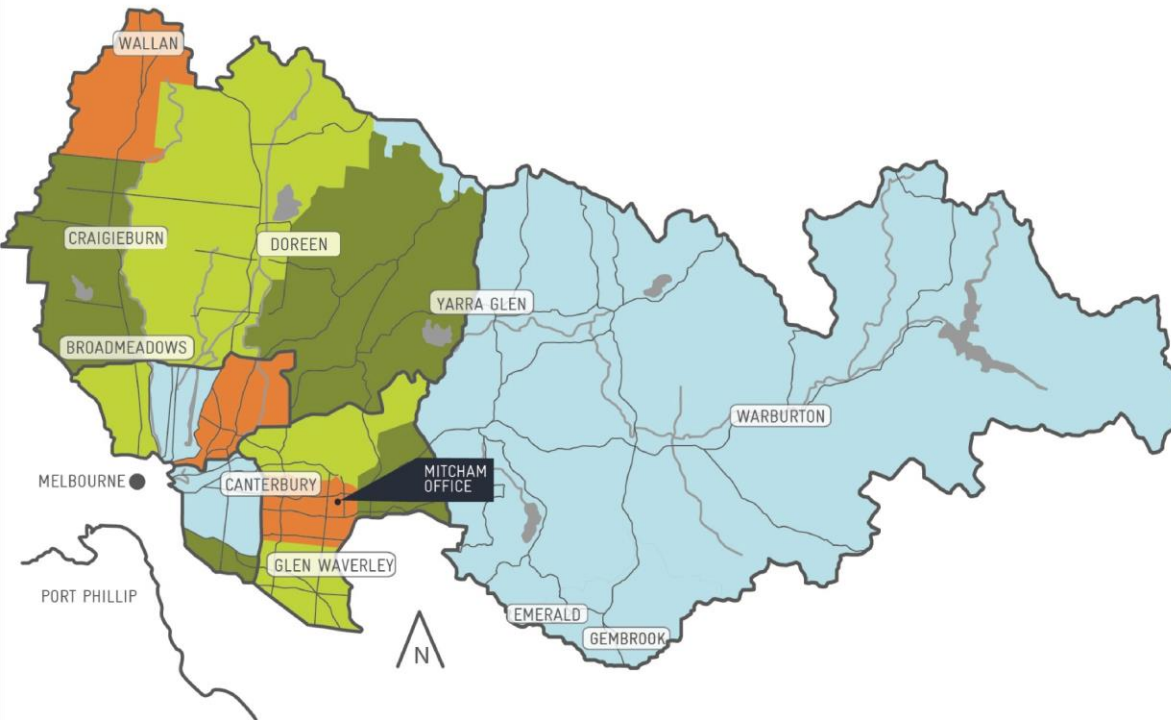 WALLAN
CRAIGIEBURN
DOREEN
YARRA GLEN
BROADMEADOWS
WARBURTON
MELBOURNE
CANTERBURY
MITCHAM
OFFICE
GLEN WAVERLEY
PORT PHILLIP
EMERALD
GEMBROOK
N